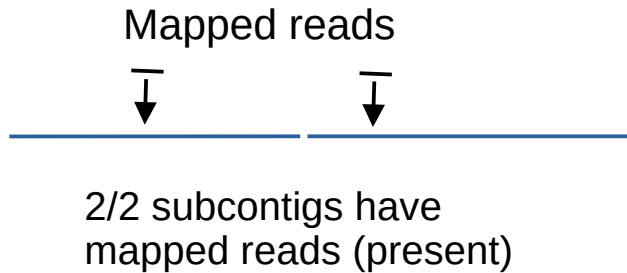 Mapped reads
2/2 subcontigs have
mapped reads (present)